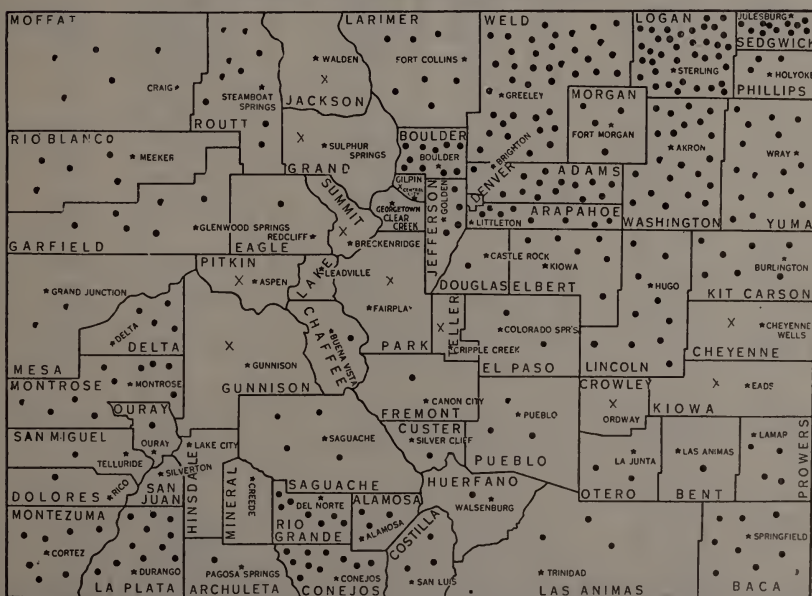 MOFFAT
CRAIG
ROUTT
STEAMBOAT
SPRINGS
JACKSON
WALDEN
LARIMER
FORT COLLINS
WELD
GREELEY
LOGAN
STERLING
JULESBURG
SEDGWICK
HOLYOKE
PHILLIPS
MORGAN
FORT MORGAN
RIO BLANCO
MEEKER
GRAND
SULPHUR
SPRINGS
BOULDER
BOULDER
GILPIN
CENTRAL
CITY
BRIGHTON
ADAMS
AKRON
WASHINGTON
WRAY
YUMA
GARFIELD
GLENWOOD SPRINGS
EAGLE
REDCLIFF
SUMMIT
BRECKENRIDGE
GEORGETOWN
CLEAR
CREEK
JEFFERSON
GOLDEN
DENVER
ARAPAHOE
LITTLETON
MESA
GRAND JUNCTION
DELTA
DELTA
PITKIN
ASPEN
LAKE
LEADVILLE
PARK
FAIRPLAY
DOUGLAS
CASTLE ROCK
ELBERT
KIOWA
LINCOLN
HUGO
BURLINGTON
KIT CARSON
CHEYENNE
WELLS
CHEYENNE
MONTROSE
MONTROSE
GUNNISON
GUNNISON
CHAFFEE
BUENA VISTA
TELLER
CRIPPLE CREEK
COLORADO SPR'S.
EL PASO
FREMONT
CANON CITY
CROWLEY
ORDWAY
KIOWA
EADS
OURAY
OURAY
SAN MIGUEL
TELLURIDE
LAKE CITY
HINSDALE
SAGUACHE
SAGUACHE
CUSTER
SILVER CLIFF
PUEBLO
PUEBLO
LA JUNTA
OTERO
LAS ANIMAS
BENT
LAMAR
PROWERS
DOLORES
RICO
SILVERTON
SAN
JUAN
MINERAL
CREEDE
DEL NORTE
RIO
GRANDE
ALAMOSA
ALAMOSA
HUERFANO
WALSENBURG
MONTEZUMA
CORTEZ
DURANGO
LA PLATA
PAGOSA SPRINGS
ARCHULETA
CONEJOS
CONEJOS
COSTILLA
SAN LUIS
TRINIDAD
LAS ANIMAS
SPRINGFIELD
BACA